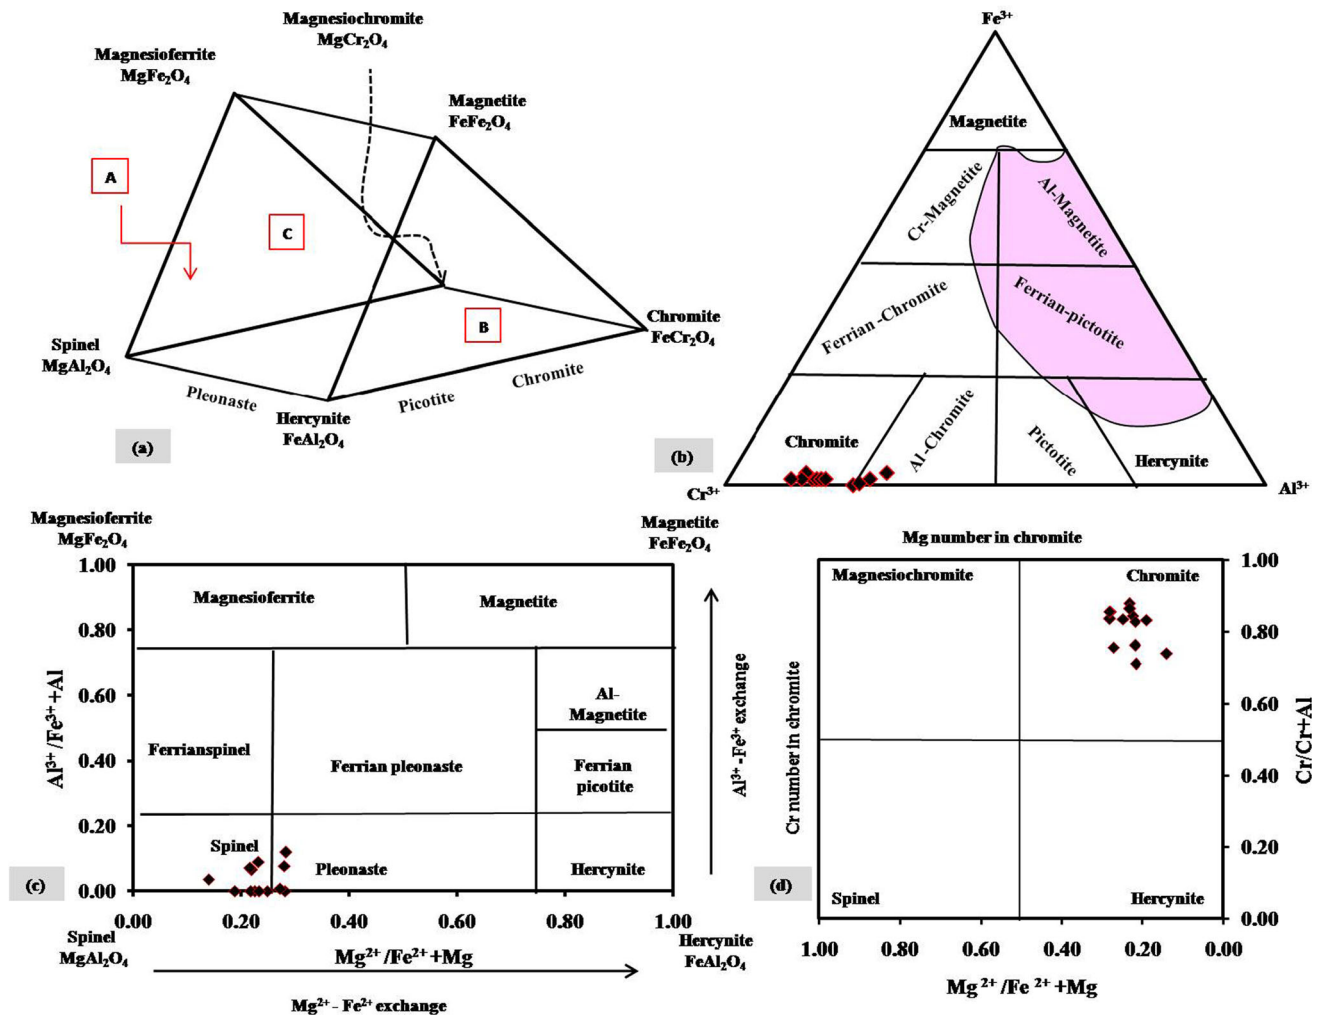 Magnesiochromite
MgCr₂O₄
Magnesioferrite
MgFe₂O₄
Magnetite
FeFe₂O₄
A
C
B
Spinel
MgAl₂O₄
Chromite
FeCr₂O₄
Pleonaste
Picotite
Chromite
Hercynite
FeAl₂O₄
(a)
Fe³⁺
Magnetite
Cr-Magnetite
Al-Magnetite
Ferrian -Chromite
Ferrian-pictotite
Chromite
Al-Chromite
Pictotite
Hercynite
(b)
Cr³⁺
Al³⁺
Magnesioferrite
MgFe₂O₄
Magnetite
FeFe₂O₄
1.00
0.80
0.60
0.40
0.20
0.00
Al³⁺/Fe³⁺+Al
Magnesioferrite
Magnetite
Al-
Magnetite
Ferrianspinel
Ferrian pleonaste
Ferrian
picotite
Spinel
Pleonaste
Hercynite
(c)
0.00
0.20
0.40
0.60
0.80
1.00
Spinel
MgAl₂O₄
Mg²⁺/Fe²⁺+Mg
Hercynite
FeAl₂O₄
Mg²⁺- Fe²⁺ exchange
Al³⁺-Fe³⁺ exchange
Mg number in chromite
Cr number in chromite
Magnesiochromite
Chromite
Spinel
Hercynite
(d)
1.00
0.80
0.60
0.40
0.20
0.00
Cr/Cr+Al
1.00
0.80
0.60
0.40
0.20
0.00
Mg ²⁺/Fe ²⁺+Mg